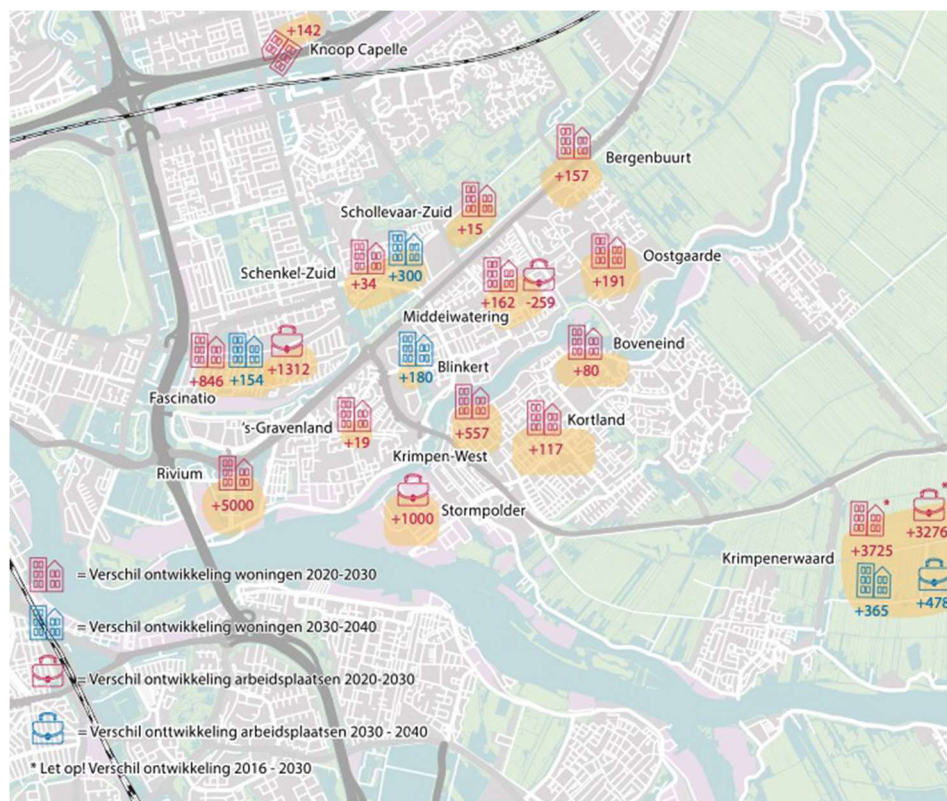 +142
Knoop Capelle
Bergenbuurt
+157
Schollevaar-Zuid
+15
Oostgaarde
+191
Schenkel-Zuid
+34
+300
+162
-259
Middelwatering
Boveneind
+80
+846
+154
+1312
Fascinatio
Blinkert
+180
's-Gravenland
+19
+557
Krimpen-West
Kortland
+117
Rivium
+5000
+1000
Stormpolder
Krimpenerwaard
*
+3725
*
+3276
+365
+478
= Verschil ontwikkeling woningen 2020-2030
= Verschil ontwikkeling woningen 2030-2040
= Verschil ontwikkeling arbeidsplaatsen 2020-2030
= Verschil onttwikkeling arbeidsplaatsen 2030 - 2040
* Let op! Verschil ontwikkeling 2016 - 2030